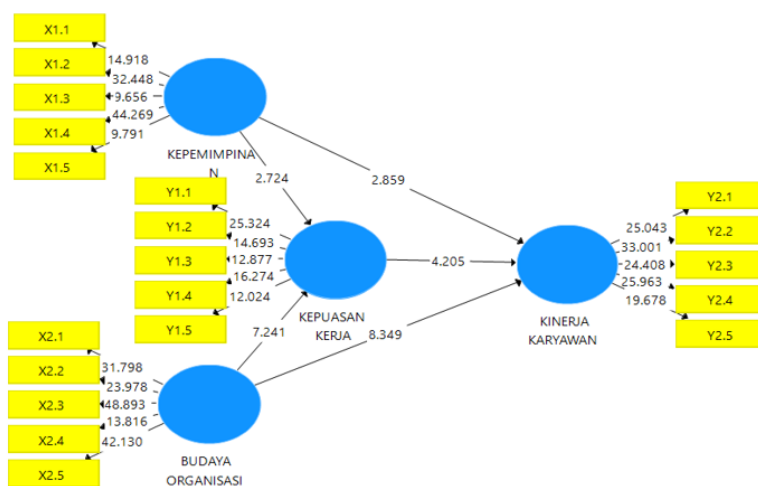 X1.1
X1.2
X1.3
X1.4
X1.5
14.918
32.448
9.656
44.269
9.791
KEPEMIMPINA
N
2.724
2.859
Y1.1
Y1.2
Y1.3
Y1.4
Y1.5
25.324
14.693
12.877
16.274
12.024
KEPUASAN
KERJA
4.205
7.241
8.349
Y2.1
Y2.2
Y2.3
Y2.4
Y2.5
25.043
33.001
24.408
25.963
19.678
KINERJA
KARYAWAN
X2.1
X2.2
X2.3
X2.4
X2.5
31.798
23.978
48.893
13.816
42.130
BUDAYA
ORGANISASI